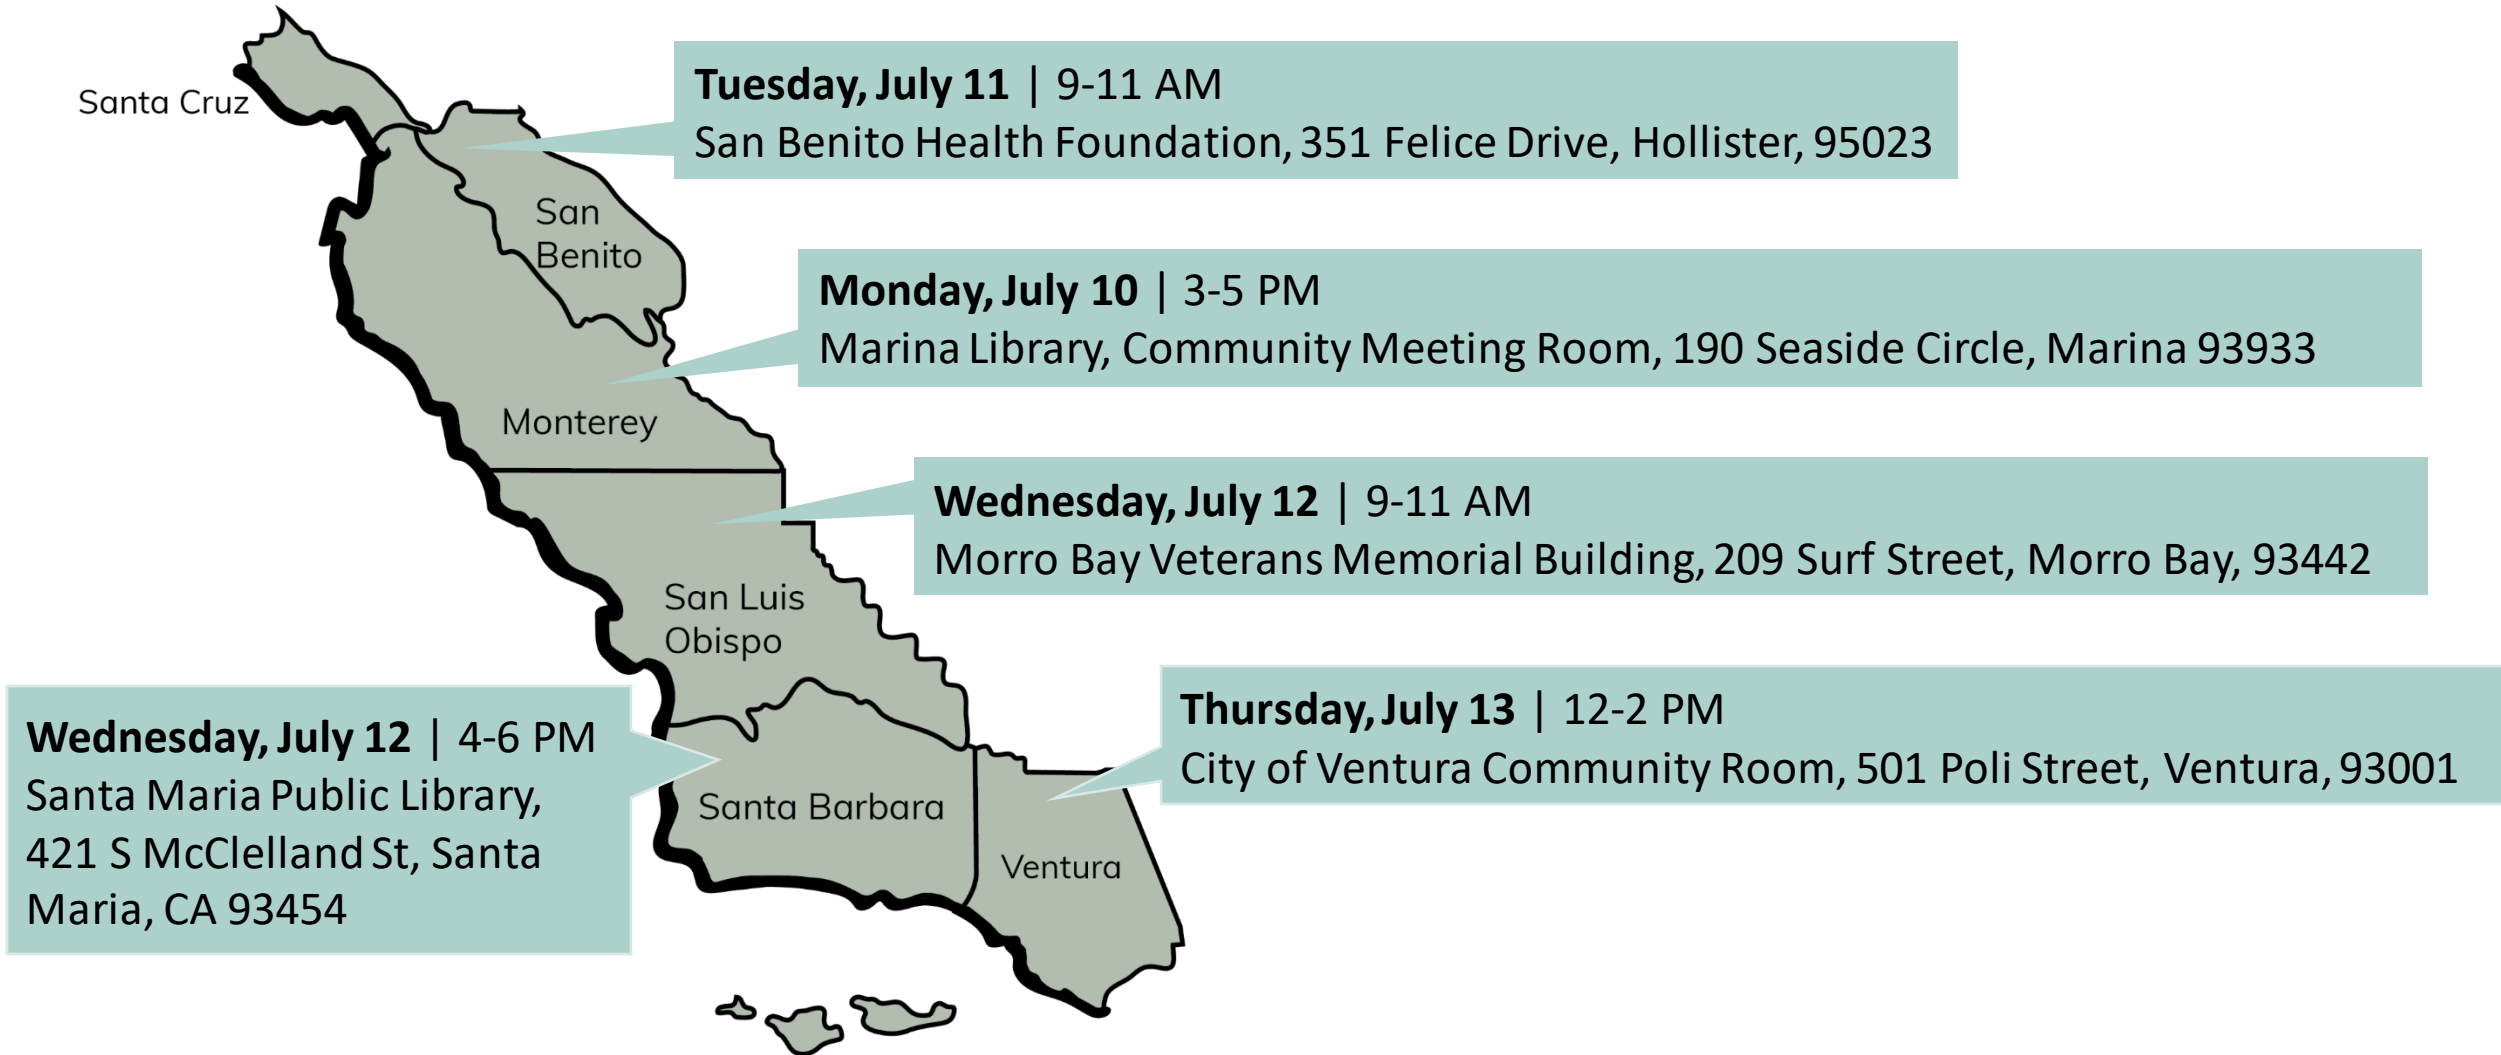 Santa Cruz
Tuesday, July 11 | 9-11 AM
San Benito Health Foundation, 351 Felice Drive, Hollister, 95023
San
Benito
Monday, July 10 | 3-5 PM
Marina Library, Community Meeting Room, 190 Seaside Circle, Marina 93933
Monterey
Wednesday, July 12 | 9-11 AM
Morro Bay Veterans Memorial Building, 209 Surf Street, Morro Bay, 93442
San Luis
Obispo
Wednesday, July 12 | 4-6 PM
Santa Maria Public Library,
421 S McClelland St, Santa
Maria, CA 93454
Thursday, July 13 | 12-2 PM
City of Ventura Community Room, 501 Poli Street, Ventura, 93001
Santa Barbara
Ventura